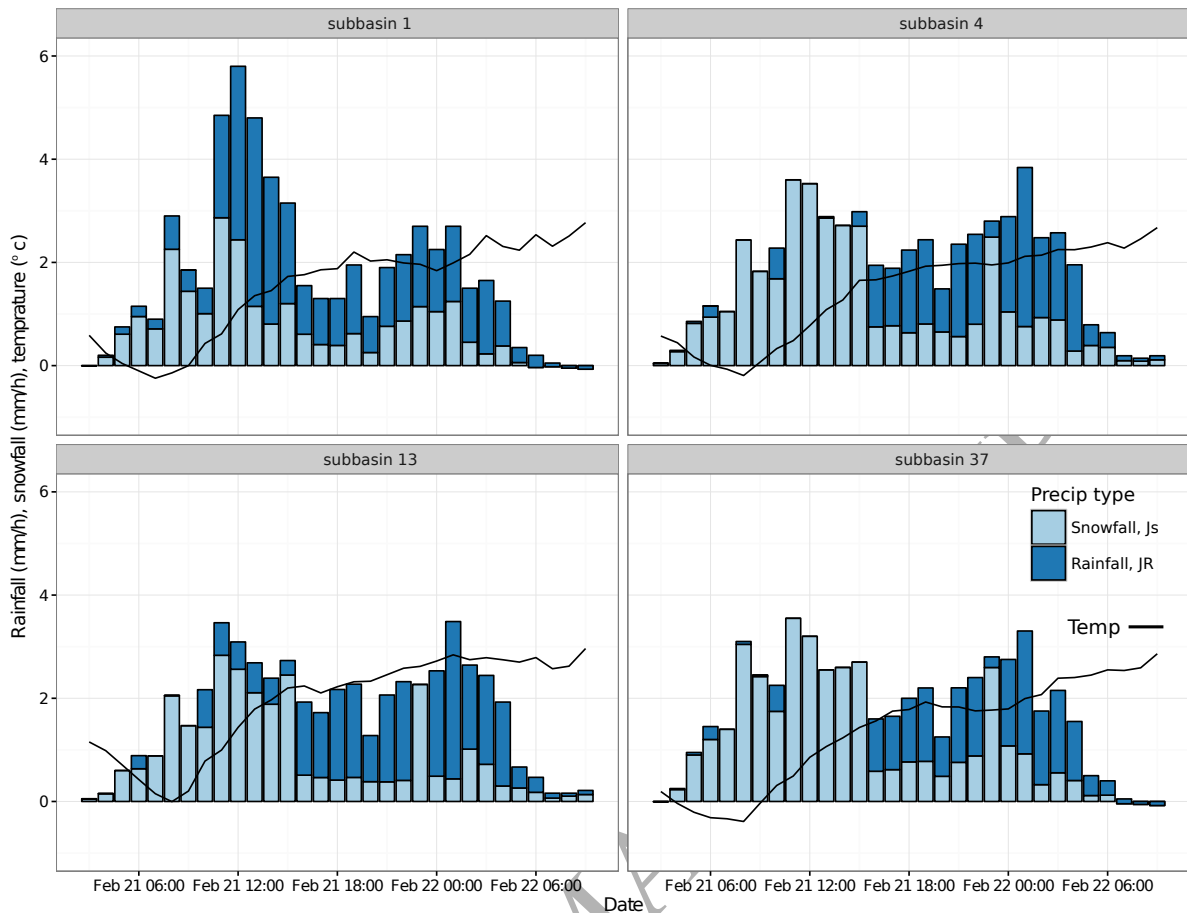 subbasin 1
subbasin 4
6
4
2
0
subbasin 13
subbasin 37
6
4
2
0
Rainfall (mm/h), snowfall (mm/h), temprature (° c)
Precip type
Snowfall, Js
Rainfall, JR
Temp
Feb 21 06:00 Feb 21 12:00 Feb 21 18:00 Feb 22 00:00 Feb 22 06:00
Feb 21 06:00 Feb 21 12:00 Feb 21 18:00 Feb 22 00:00 Feb 22 06:00
Date